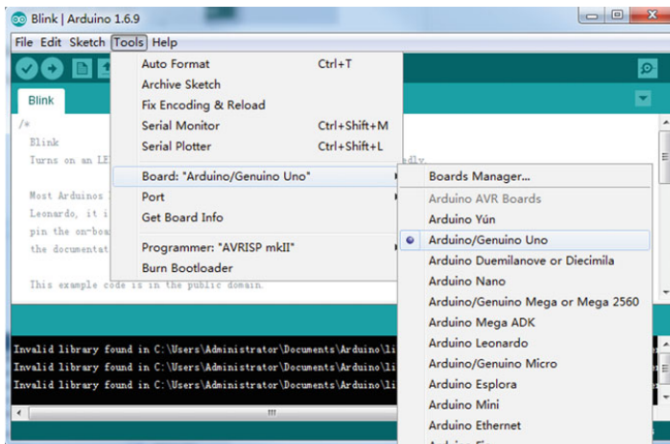 Blink | Arduino 1.6.9
File Edit Sketch Tools Help
Blink
Auto Format Ctrl+T
Archive Sketch
Fix Encoding & Reload
Serial Monitor Ctrl+Shift+M
Serial Plotter Ctrl+Shift+L
Board: "Arduino/Genuino Uno"
Port
Get Board Info
Programmer: "AVRISP mkII"
Burn Bootloader
Boards Manager...
Arduino AVR Boards
Arduino Yún
Arduino/Genuino Uno
Arduino Duemilanove or Diecimila
Arduino Nano
Arduino/Genuino Mega or Mega 2560
Arduino Mega ADK
Arduino Leonardo
Arduino/Genuino Micro
Arduino Esplora
Arduino Mini
Arduino Ethernet
/*
Blink
Turns on an
Most Arduinos
Leonardo, it i
pin the on-boa
the documentat
This example code is in the public domain.
Invalid library found in C:\Users\Administrator\Documents\Arduino\li
Invalid library found in C:\Users\Administrator\Documents\Arduino\li
Invalid library found in C:\Users\Administrator\Documents\Arduino\li